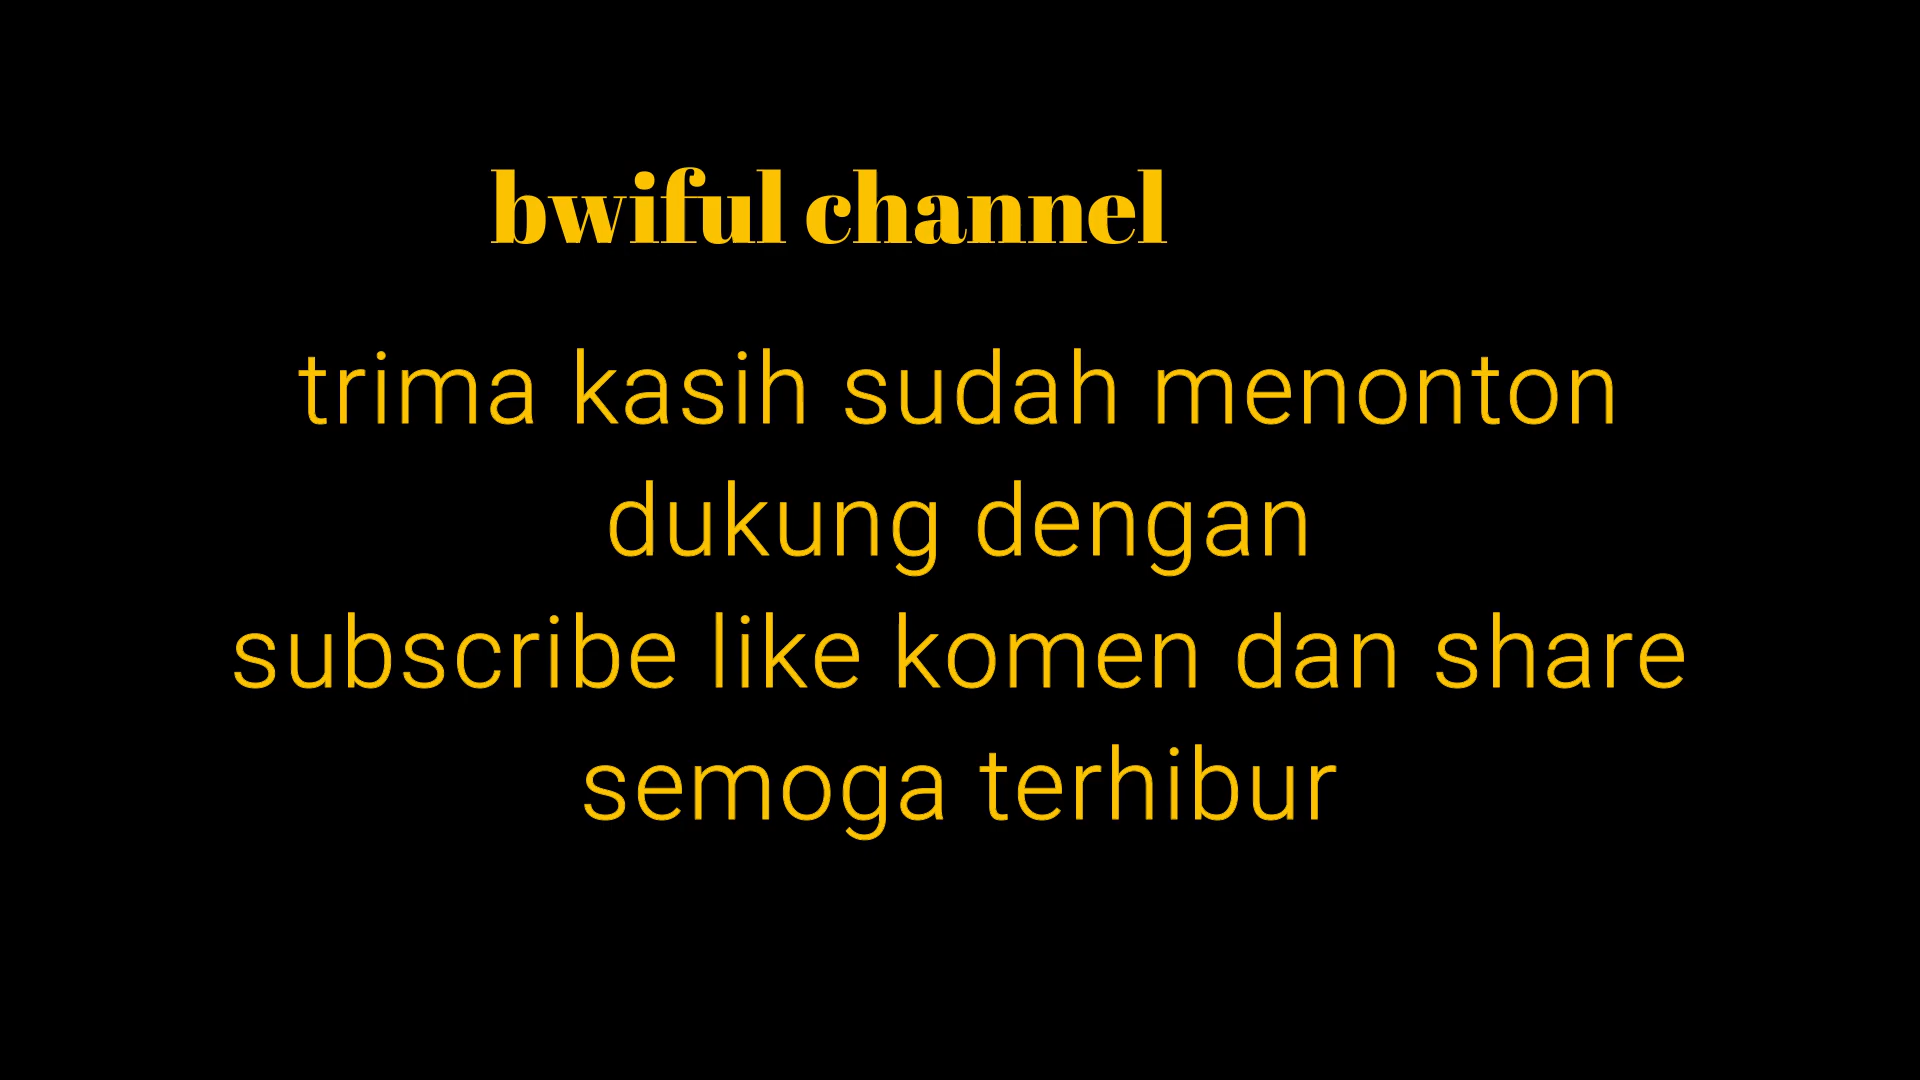 bwiful channel
trima kasih sudah menonton
dukung dengan
subscribe like komen dan share
semoga terhibur